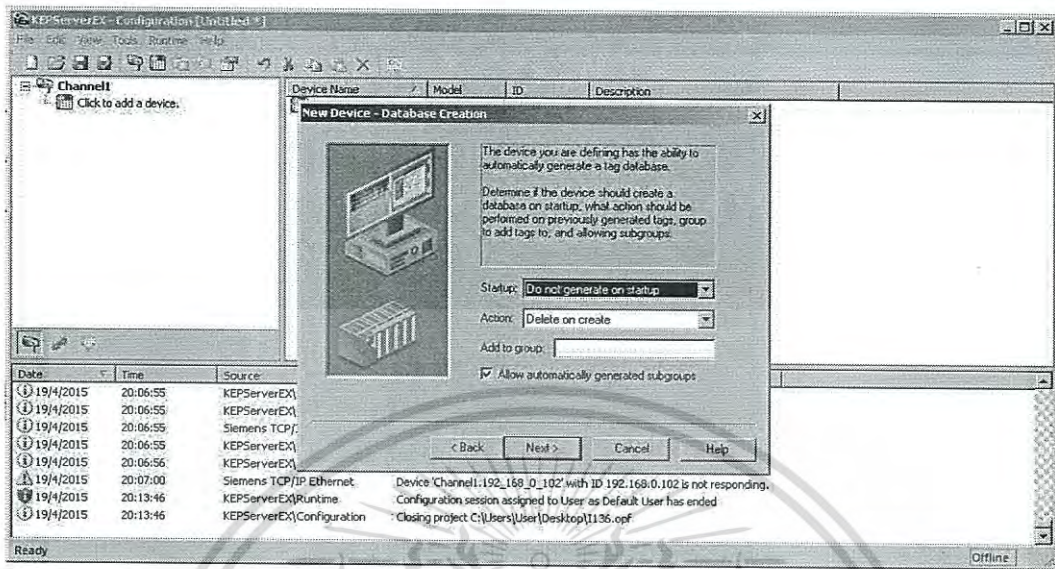 KEPServerEX - Configuration [Untitled *]
File Edit View Tools Runtime Help
Channel1
Click to add a device.
Device Name Model ID Description
New Device - Database Creation
The device you are defining has the ability to
automatically generate a tag database.
Determine if the device should create a
database on startup, what action should be
performed on previously generated tags, group
to add tags to, and allowing subgroups.
Startup: Do not generate on startup
Action: Delete on create
Add to group:
Allow automatically generated subgroups
< Back Next > Cancel Help
Date Time Source
19/4/2015 20:06:55 KEPServerEX\
19/4/2015 20:06:55 KEPServerEX\
19/4/2015 20:06:55 Siemens TCP/
19/4/2015 20:06:55 KEPServerEX\
19/4/2015 20:06:56 KEPServerEX\
19/4/2015 20:07:00 Siemens TCP/IP Ethernet Device 'Channel1.192_168_0_102' with ID 192.168.0.102 is not responding.
19/4/2015 20:13:46 KEPServerEX\Runtime Configuration session assigned to User as Default User has ended
19/4/2015 20:13:46 KEPServerEX\Configuration Closing project C:\Users\User\Desktop\I136.opf
Ready Offline